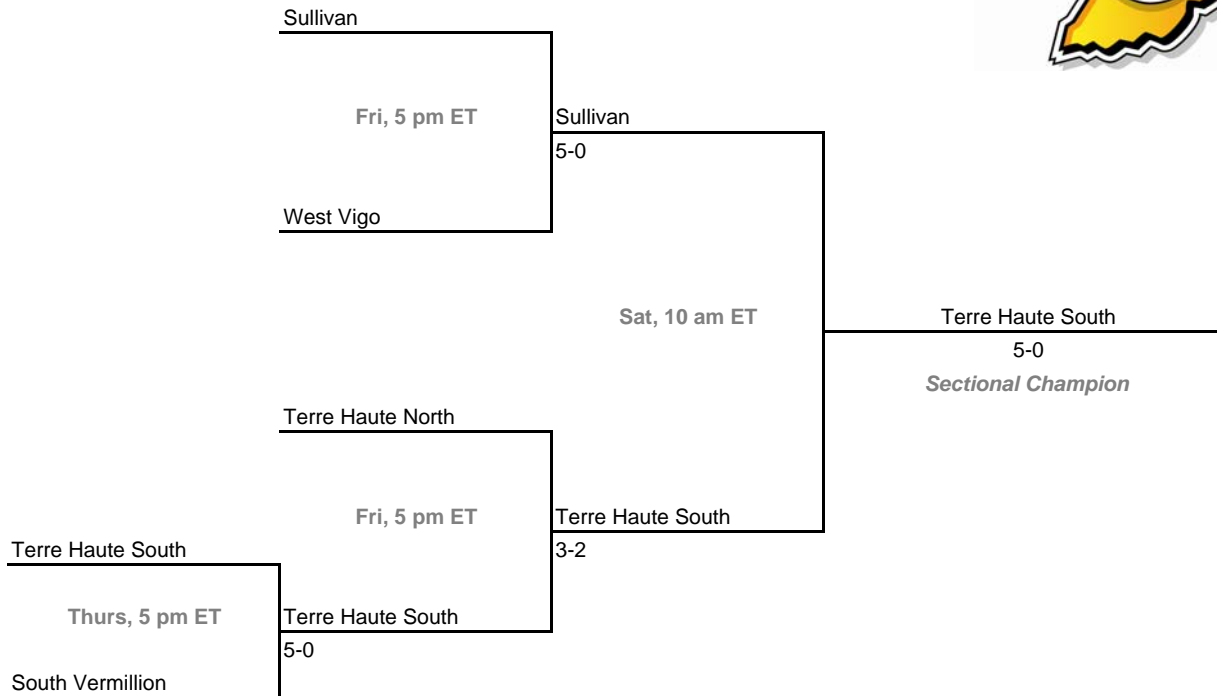 Sullivan
Fri, 5 pm ET
Sullivan
5-0
West Vigo
Sat, 10 am ET
Terre Haute South
5-0
Sectional Champion
Terre Haute North
Fri, 5 pm ET
Terre Haute South
3-2
Terre Haute South
Thurs, 5 pm ET
Terre Haute South
5-0
South Vermillion